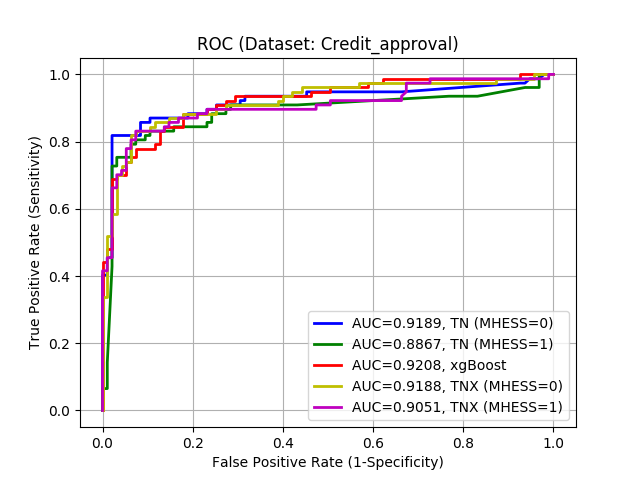 ROC (Dataset: Credit_approval)
True Positive Rate (Sensitivity)
1.0
0.8
0.6
0.4
0.2
0.0
AUC=0.9189, TN (MHESS=0)
AUC=0.8867, TN (MHESS=1)
AUC=0.9208, xgBoost
AUC=0.9188, TNX (MHESS=0)
AUC=0.9051, TNX (MHESS=1)
0.0 0.2 0.4 0.6 0.8 1.0
False Positive Rate (1-Specificity)